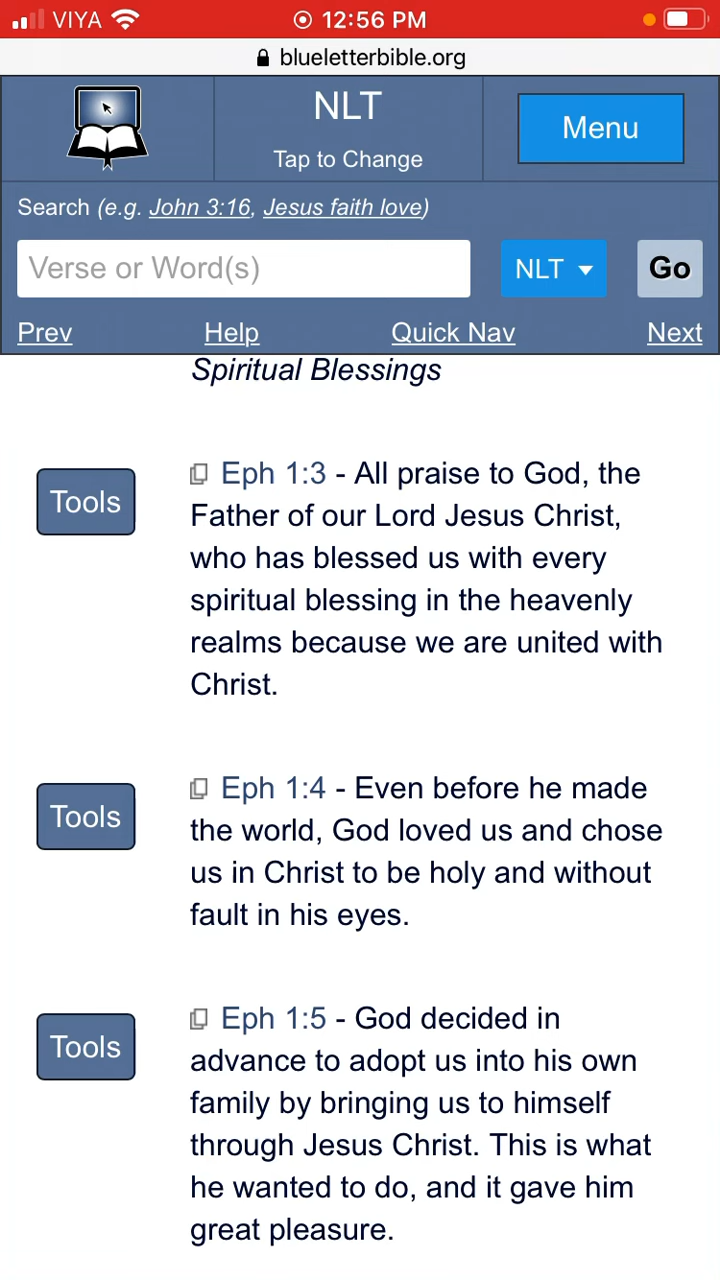 VIYA 12:56 PM
blueletterbible.org
NLT
Tap to Change
Menu
Search (e.g. John 3:16, Jesus faith love)
Verse or Word(s)
NLT
Go
Prev Help Quick Nav Next
Spiritual Blessings
Tools
Eph 1:3 - All praise to God, the
Father of our Lord Jesus Christ,
who has blessed us with every
spiritual blessing in the heavenly
realms because we are united with
Christ.
Tools
Eph 1:4 - Even before he made
the world, God loved us and chose
us in Christ to be holy and without
fault in his eyes.
Tools
Eph 1:5 - God decided in
advance to adopt us into his own
family by bringing us to himself
through Jesus Christ. This is what
he wanted to do, and it gave him
great pleasure.